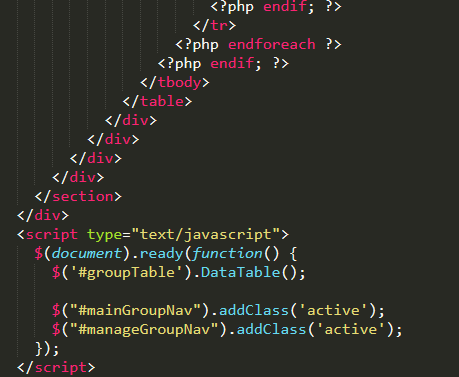 <?php endif; ?>
</tr>
<?php endforeach ?>
<?php endif; ?>
</tbody>
</table>
</div>
</div>
</div>
</div>
</section>
</div>
<script type="text/javascript">
$(document).ready(function() {
$('#groupTable').DataTable();
$("#mainGroupNav").addClass('active');
$("#manageGroupNav").addClass('active');
});
</script>